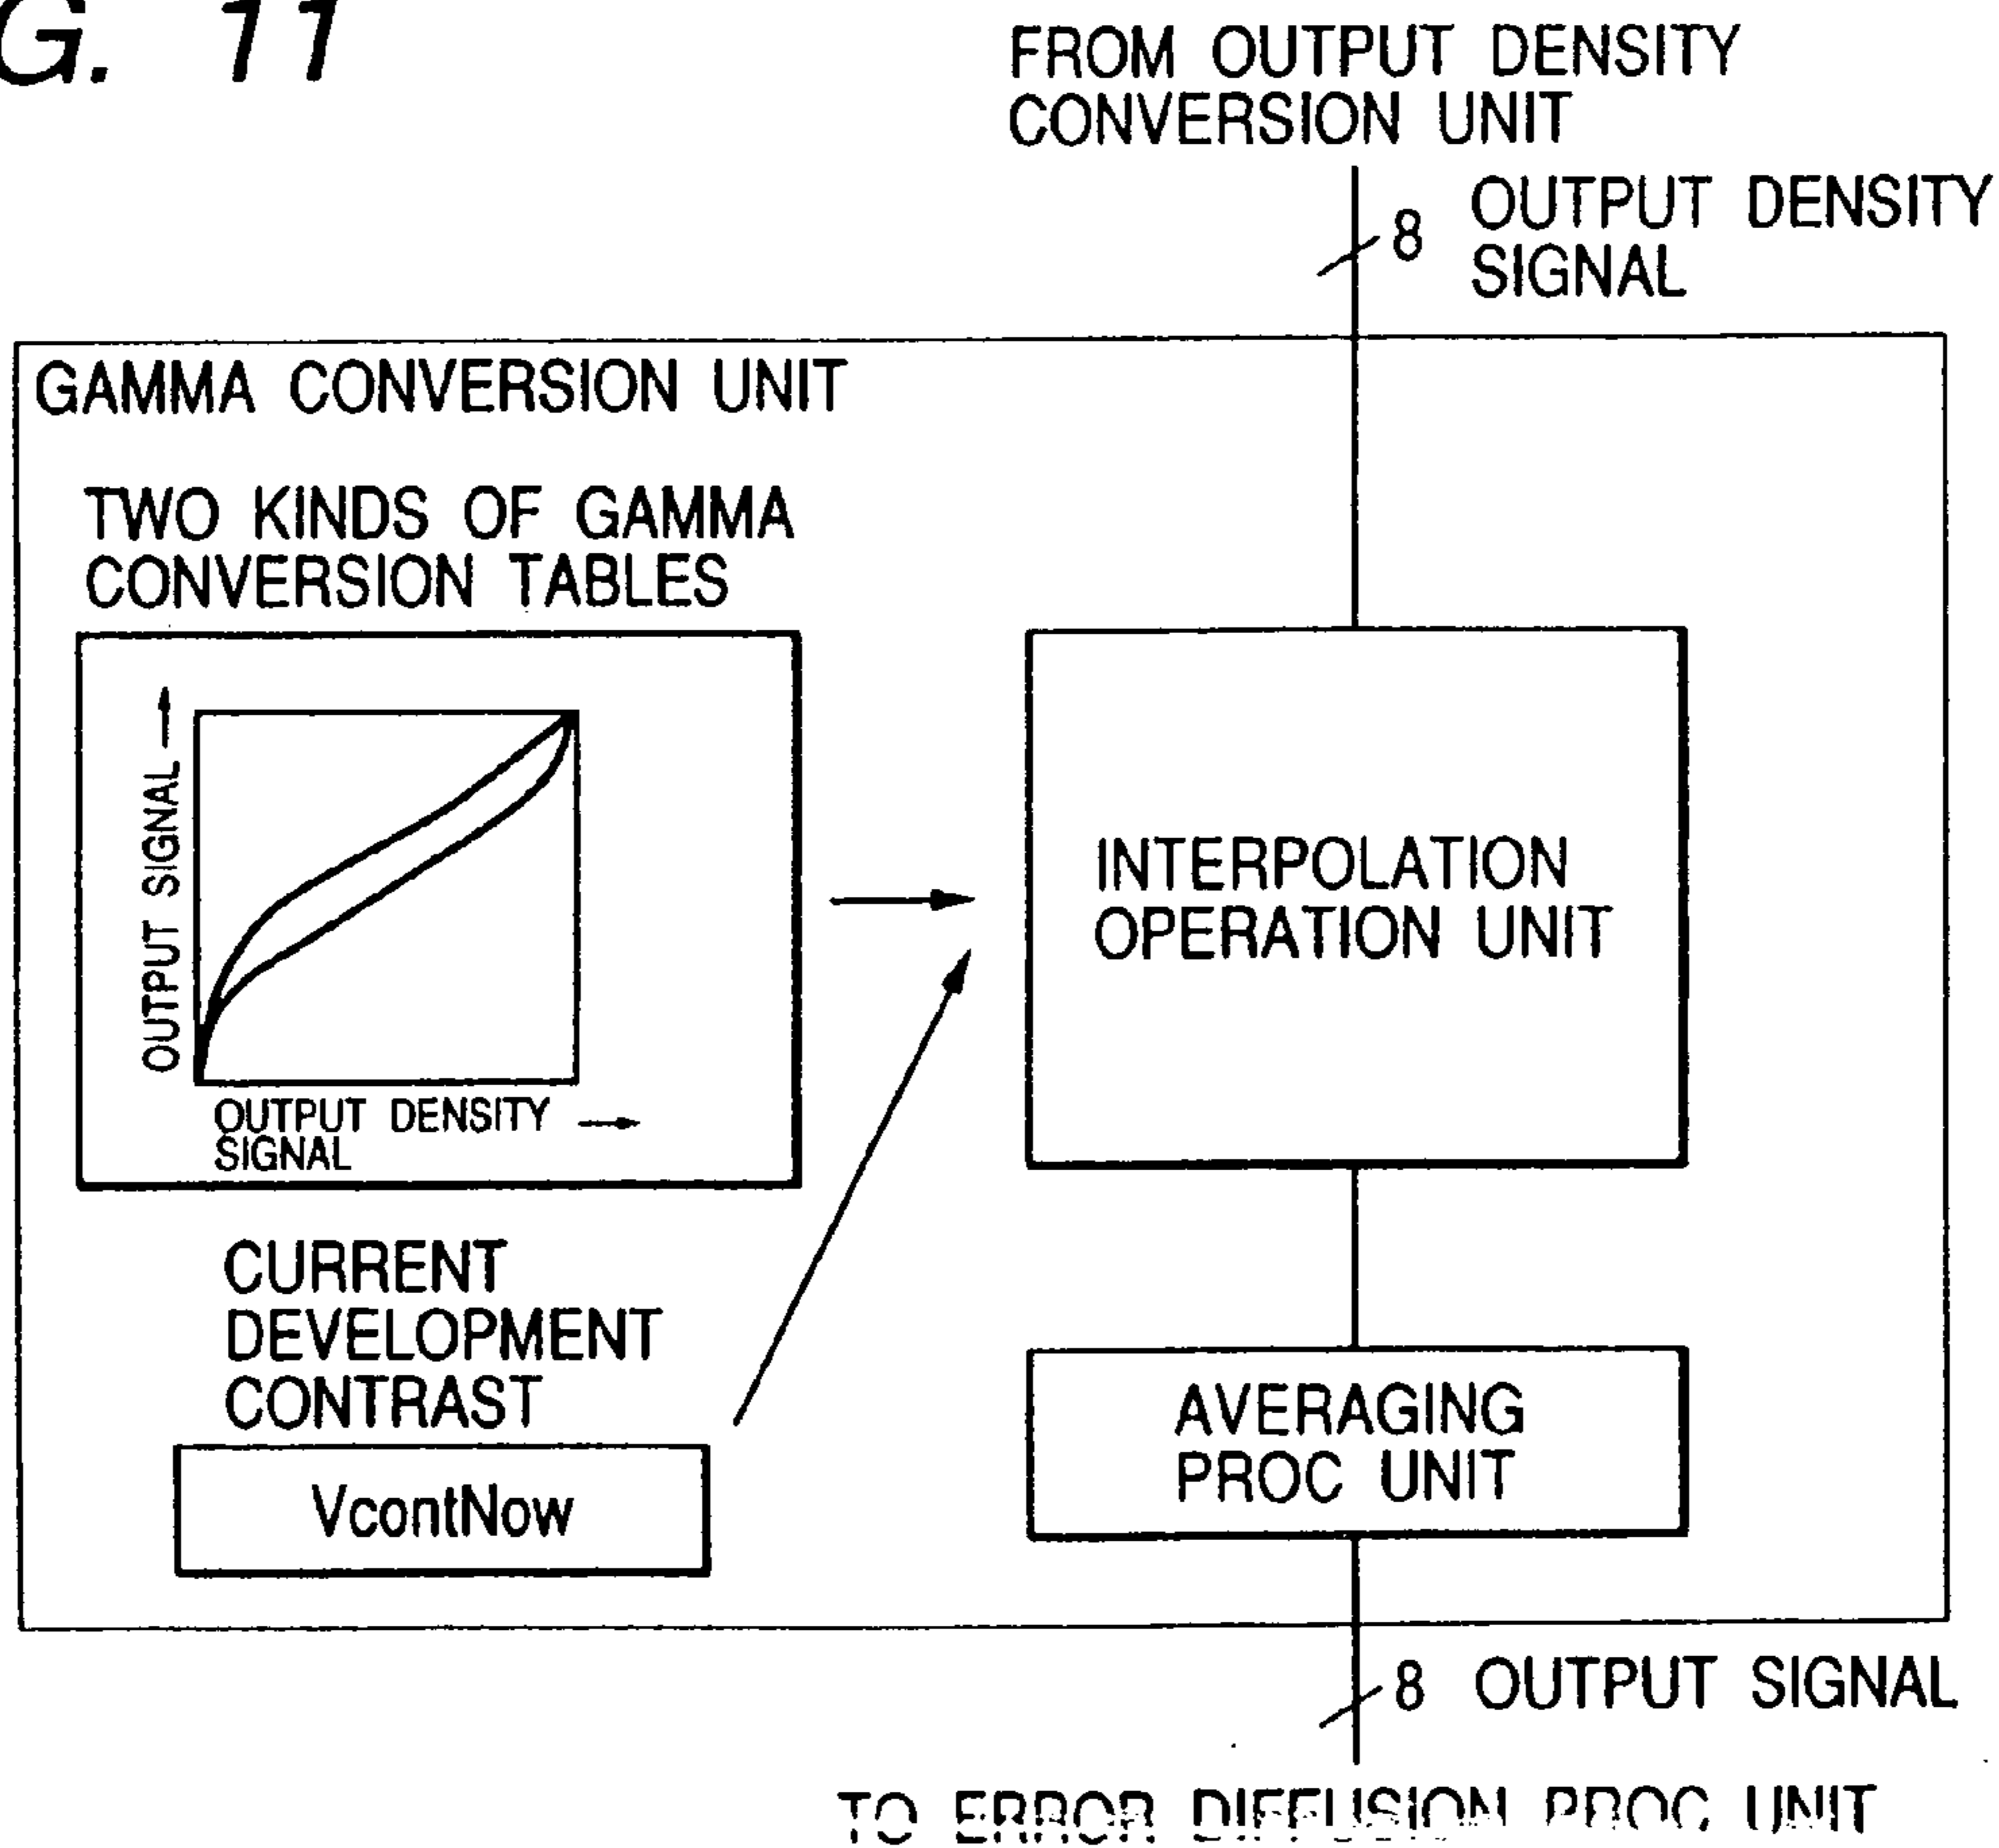 G. 11
FROM OUTPUT DENSITY
CONVERSION UNIT
8 OUTPUT DENSITY
SIGNAL
GAMMA CONVERSION UNIT
TWO KINDS OF GAMMA
CONVERSION TABLES
OUTPUT SIGNAL
OUTPUT DENSITY
SIGNAL
INTERPOLATION
OPERATION UNIT
CURRENT
DEVELOPMENT
CONTRAST
VcontNow
AVERAGING
PROC UNIT
8 OUTPUT SIGNAL
TO ERROR DIFFUSION PROC UNIT